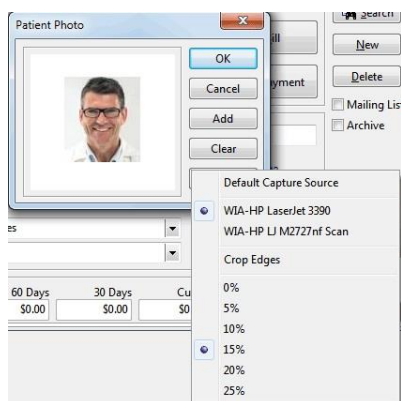 Patient Photo
Search
ill
New
OK
yment
Delete
Cancel
Mailing Lis
Add
Archive
Clear
Default Capture Source
WIA-HP LaserJet 3390
WIA-HP LJ M2727nf Scan
es
Crop Edges
0%
60 Days 30 Days Cu
5%
$0.00 $0.00 $0
10%
15%
20%
25%